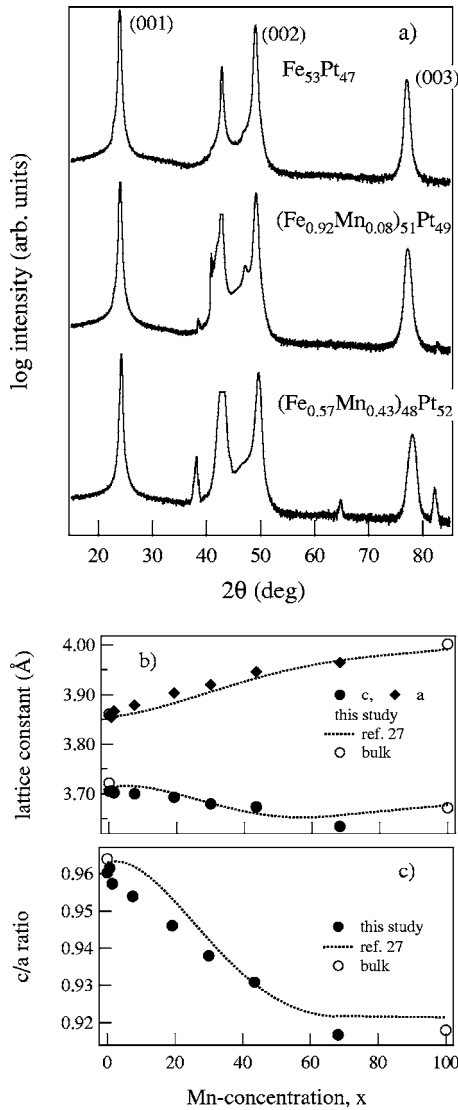 (001)
(002)
a)
Fe53Pt47
(003)
(Fe0.92Mn0.08)51Pt49
(Fe0.57Mn0.43)48Pt52
log intensity (arb. units)
20 30 40 50 60 70 80
2θ (deg)
4.00
3.90
3.80
3.70
lattice constant (Å)
b)
c, a
this study
ref. 27
bulk
0.96
0.95
0.94
0.93
0.92
c/a ratio
c)
this study
ref. 27
bulk
0 20 40 60 80 100
Mn-concentration, x